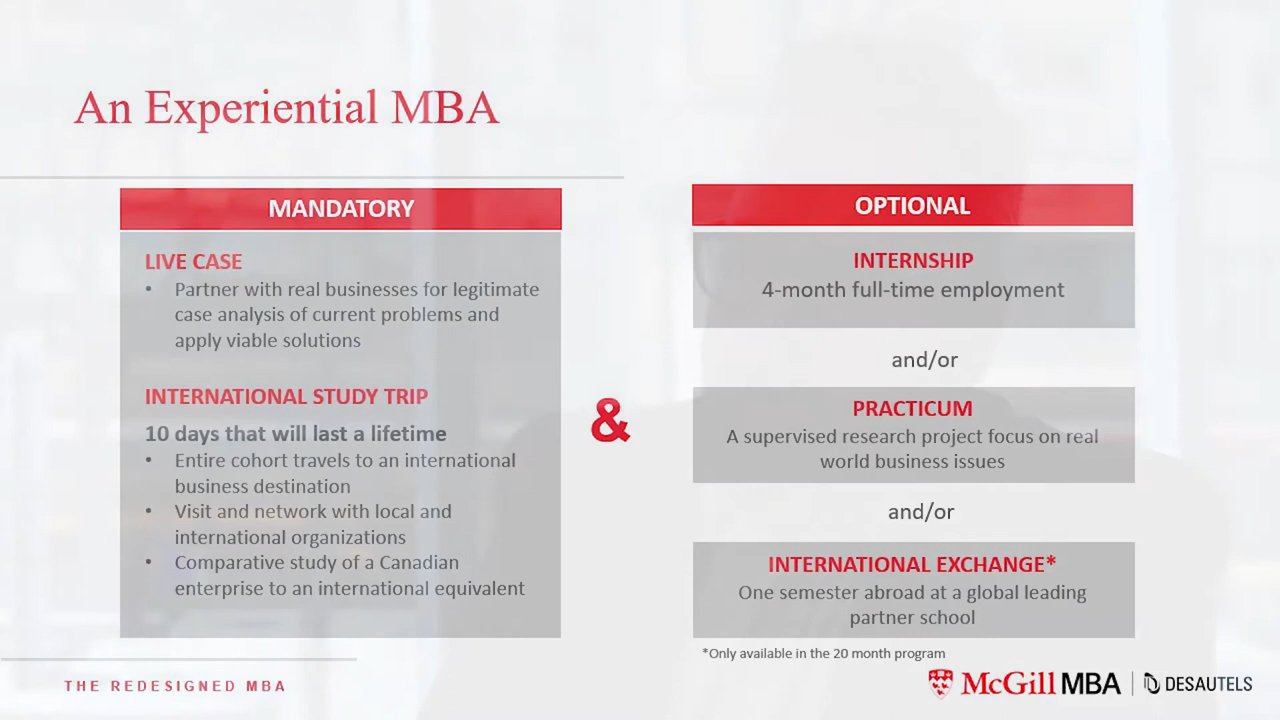 An Experiential MBA
MANDATORY
LIVE CASE
• Partner with real businesses for legitimate
case analysis of current problems and
apply viable solutions
INTERNATIONAL STUDY TRIP
10 days that will last a lifetime
• Entire cohort travels to an international
business destination
• Visit and network with local and
international organizations
• Comparative study of a Canadian
enterprise to an international equivalent
&
OPTIONAL
INTERNSHIP
4-month full-time employment
and/or
PRACTICUM
A supervised research project focus on real
world business issues
and/or
INTERNATIONAL EXCHANGE*
One semester abroad at a global leading
partner school
*Only available in the 20 month program
THE REDESIGNED MBA
McGill MBA | DESAUTELS